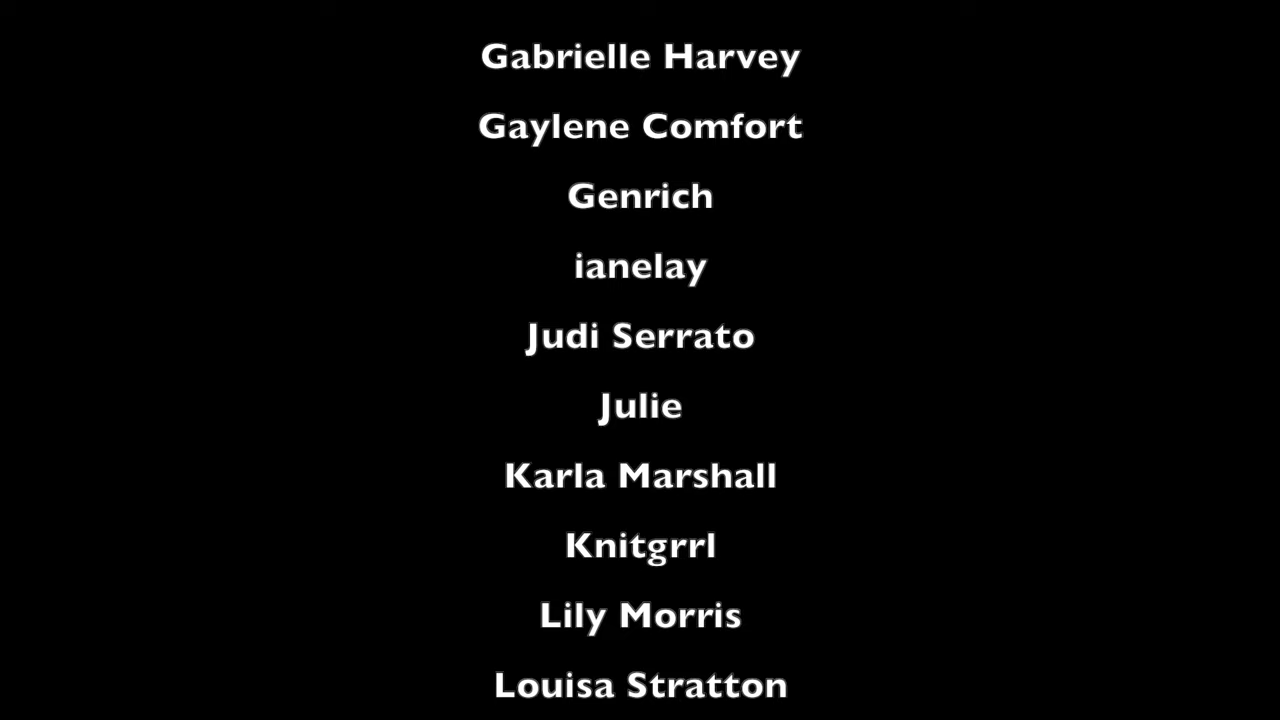 Gabrielle Harvey
Gaylene Comfort
Genrich
ianelay
Judi Serrato
Julie
Karla Marshall
Knitgrrl
Lily Morris
Louisa Stratton